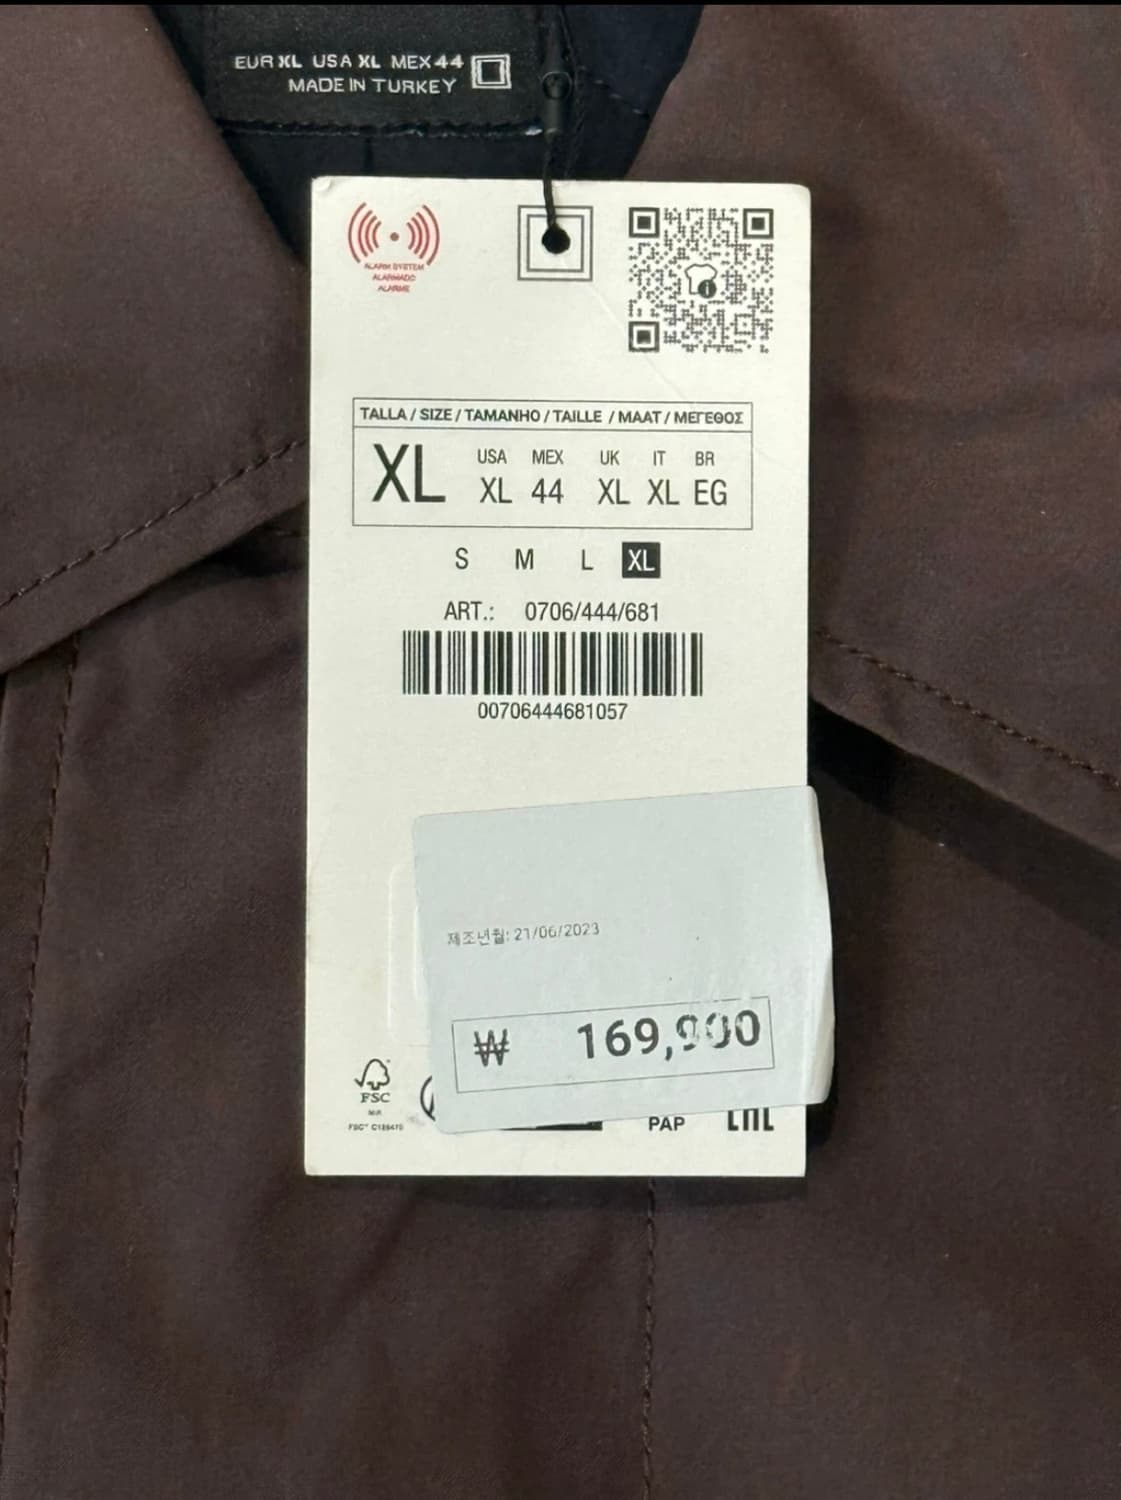 EUR XL USA XL MEX 44
MADE IN TURKEY
ALARM SYSTEM
ALARMADO
ALARME
TALLA / SIZE / TAMANHO / TAILLE / MAAT / ΜΕΓΕΘΟΣ
XL
USA MEX UK IT BR
XL 44 XL XL EG
S M L XL
ART.: 0706/444/681
00706444681057
제조년월: 21/06/2023
₩ 169,900
FSC
MIX
PAP